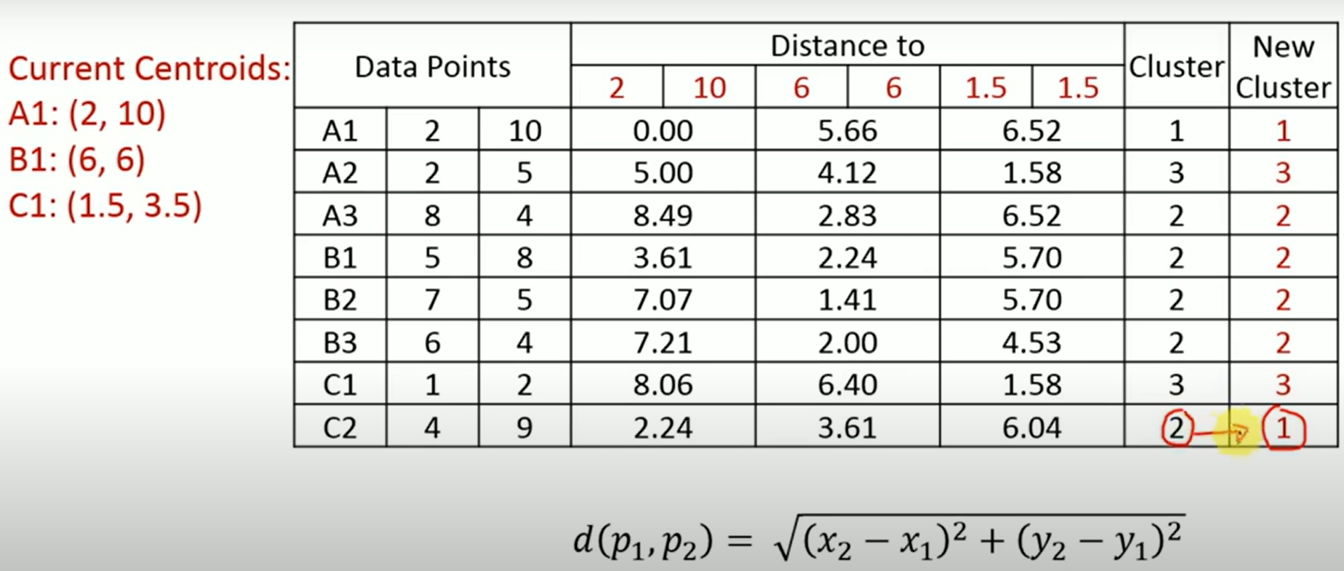 Current Centroids:
A1: (2, 10)
B1: (6, 6)
C1: (1.5, 3.5)
Data Points Distance to Cluster New Cluster
2 10 6 6 1.5 1.5
A1 2 10 0.00 5.66 6.52 1 1
A2 2 5 5.00 4.12 1.58 3 3
A3 8 4 8.49 2.83 6.52 2 2
B1 5 8 3.61 2.24 5.70 2 2
B2 7 5 7.07 1.41 5.70 2 2
B3 6 4 7.21 2.00 4.53 2 2
C1 1 2 8.06 6.40 1.58 3 3
C2 4 9 2.24 3.61 6.04 2 1
d(p₁, p₂) = √(x₂ − x₁)² + (y₂ − y₁)²